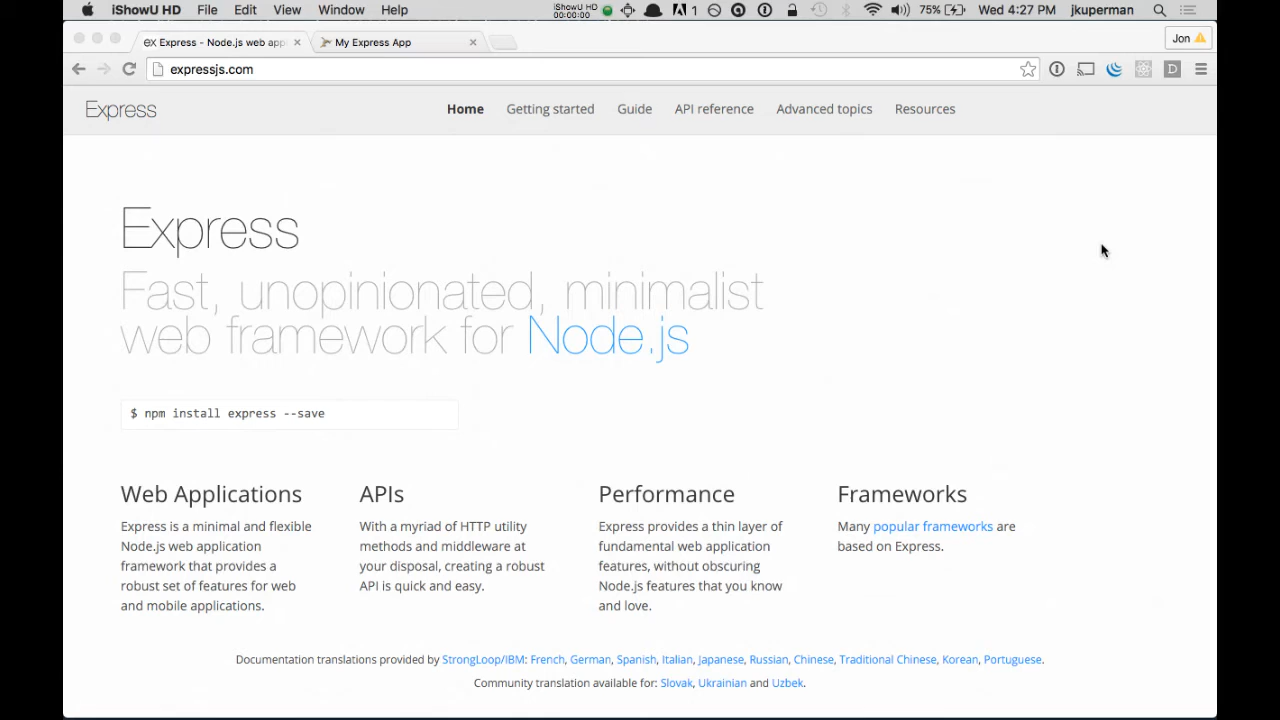 iShowU HD File Edit View Window Help iShowU HD 00:00:00 1 75% Wed 4:27 PM jkuperman
Express - Node.js web app My Express App Jon
expressjs.com
Express Home Getting started Guide API reference Advanced topics Resources
Express
Fast, unopinionated, minimalist
web framework for Node.js
$ npm install express --save
Web Applications
Express is a minimal and flexible
Node.js web application
framework that provides a
robust set of features for web
and mobile applications.
APIs
With a myriad of HTTP utility
methods and middleware at
your disposal, creating a robust
API is quick and easy.
Performance
Express provides a thin layer of
fundamental web application
features, without obscuring
Node.js features that you know
and love.
Frameworks
Many popular frameworks are
based on Express.
Documentation translations provided by StrongLoop/IBM: French, German, Spanish, Italian, Japanese, Russian, Chinese, Traditional Chinese, Korean, Portuguese.
Community translation available for: Slovak, Ukrainian and Uzbek.